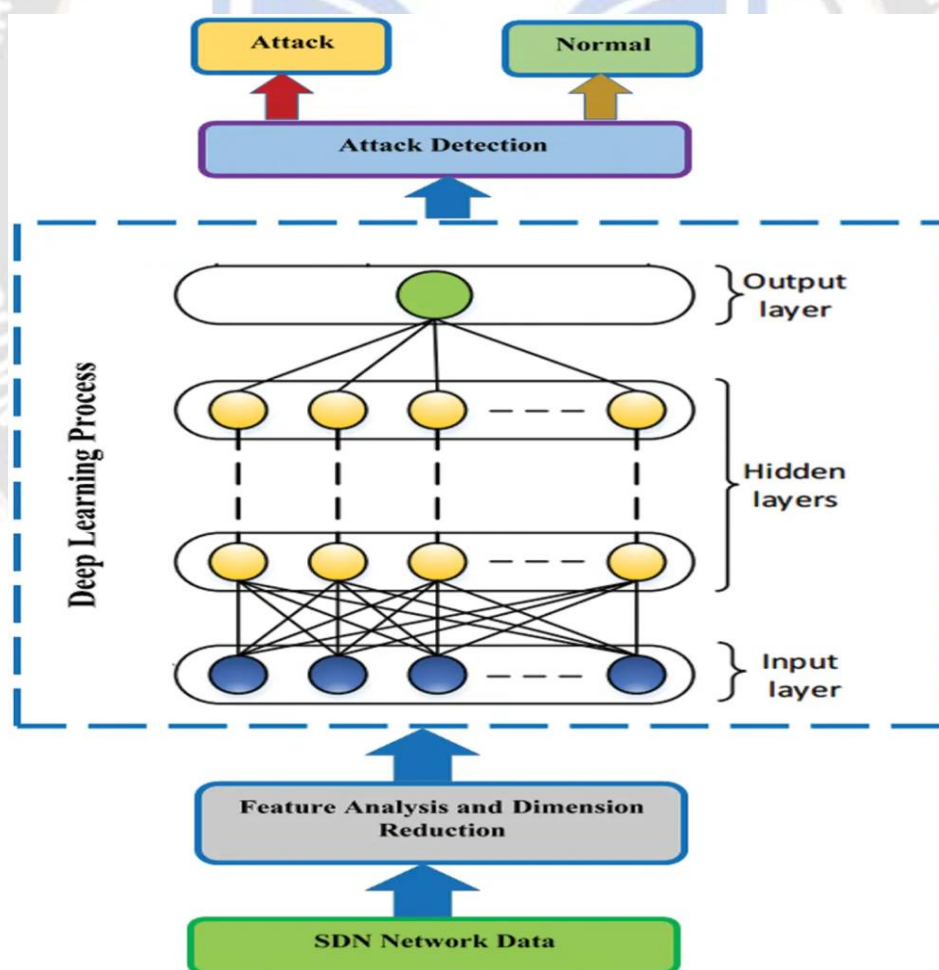 Attack
Normal
Attack Detection
Deep Learning Process
Output
layer
Hidden
layers
Input
layer
Feature Analysis and Dimension
Reduction
SDN Network Data